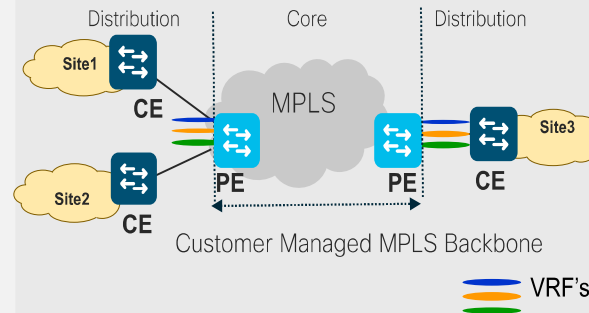 Distribution
Core
Distribution
Site1
CE
MPLS
Site3
PE
PE
CE
Site2
CE
Customer Managed MPLS Backbone
VRF's